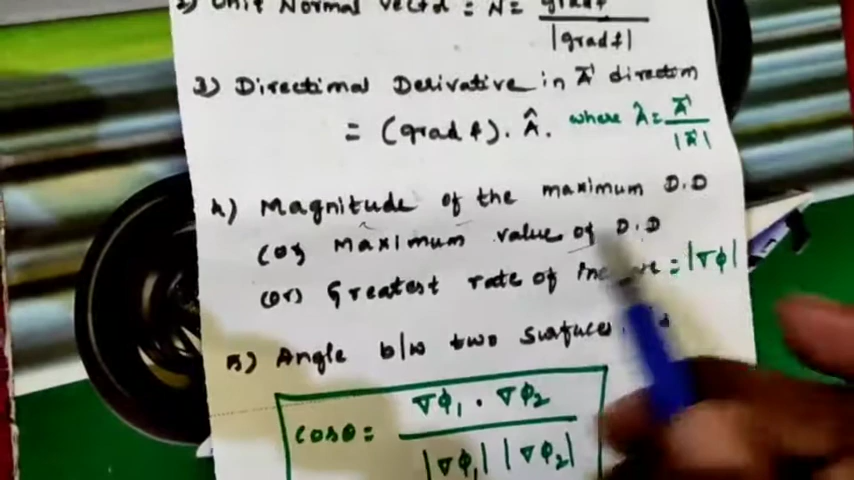 2) Unit Normal Vector = N = grad f
|grad f|
3) Directional Derivative in A direction
= (grad f). Â. where Â = A
|A|
4) Magnitude of the maximum D.D
(or) Maximum value of D.D
(or) Greatest rate of = |∇φ|
5) Angle b/w two surfaces
cosθ = ∇φ₁ . ∇φ₂
|∇φ₁| |∇φ₂|